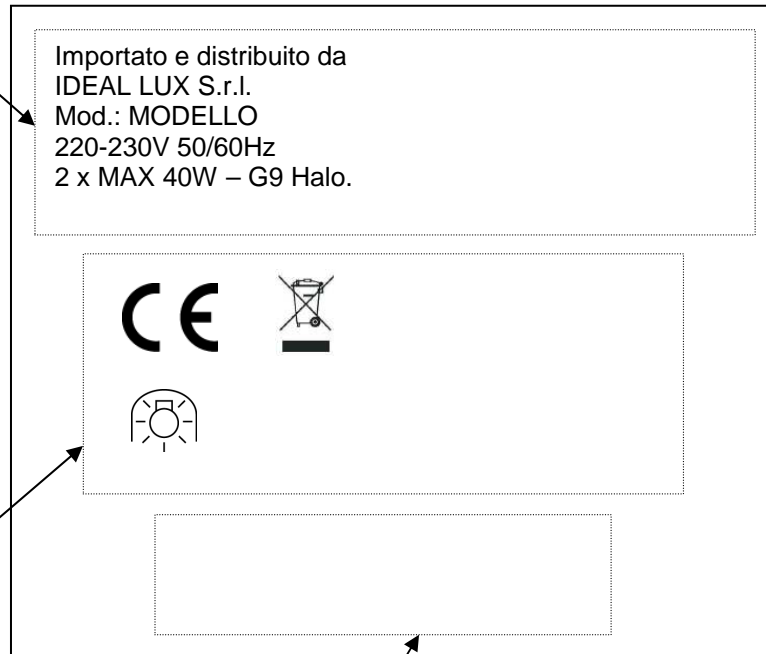 Importato e distribuito da
IDEAL LUX S.r.l.
Mod.: MODELLO
220-230V 50/60Hz
2 x MAX 40W – G9 Halo.
CE